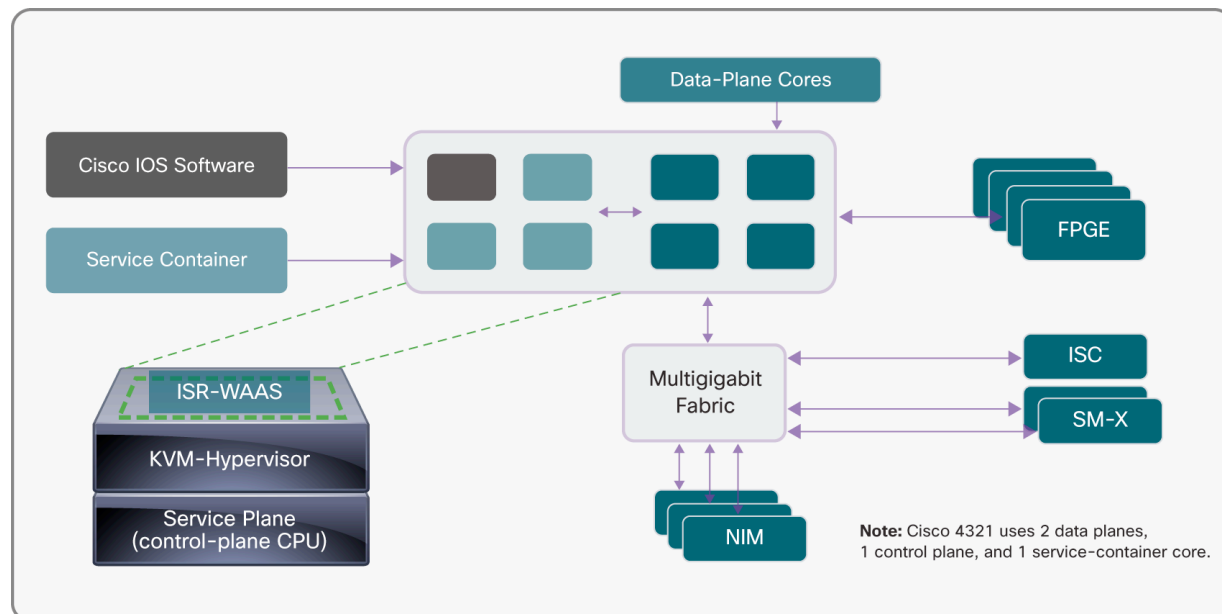 Data-Plane Cores
Cisco IOS Software
Service Container
FPGE
ISR-WAAS
KVM-Hypervisor
Service Plane
(control-plane CPU)
Multigigabit
Fabric
ISC
SM-X
NIM
Note: Cisco 4321 uses 2 data planes,
1 control plane, and 1 service-container core.